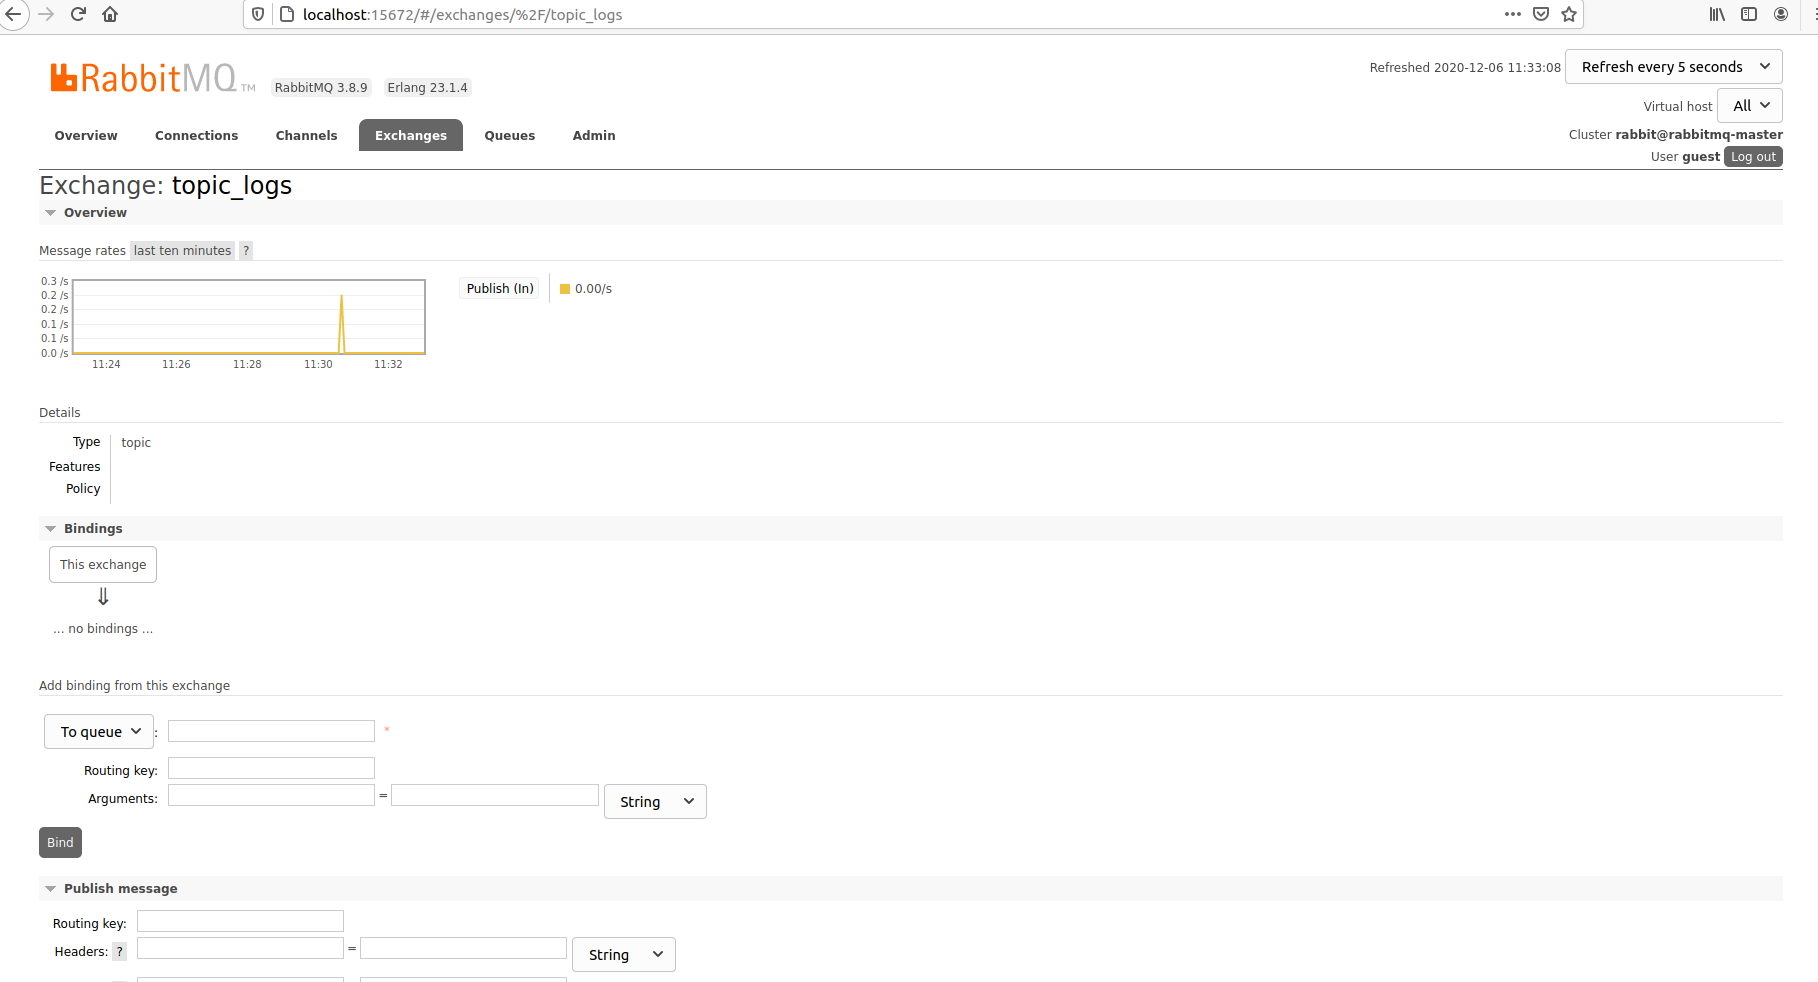 localhost:15672/#/exchanges/%2F/topic_logs
RabbitMQ TM RabbitMQ 3.8.9 Erlang 23.1.4
Refreshed 2020-12-06 11:33:08 Refresh every 5 seconds
Virtual host All
Cluster rabbit@rabbitmq-master
User guest Log out
Overview Connections Channels Exchanges Queues Admin
Exchange: topic_logs
Overview
Message rates last ten minutes ?
0.3 /s
0.2 /s
0.2 /s
0.1 /s
0.1 /s
0.0 /s
11:24 11:26 11:28 11:30 11:32
Publish (In) 0.00/s
Details
Type topic
Features
Policy
Bindings
This exchange
⇓
... no bindings ...
Add binding from this exchange
To queue : *
Routing key:
Arguments: = String
Bind
Publish message
Routing key:
Headers: ? = String